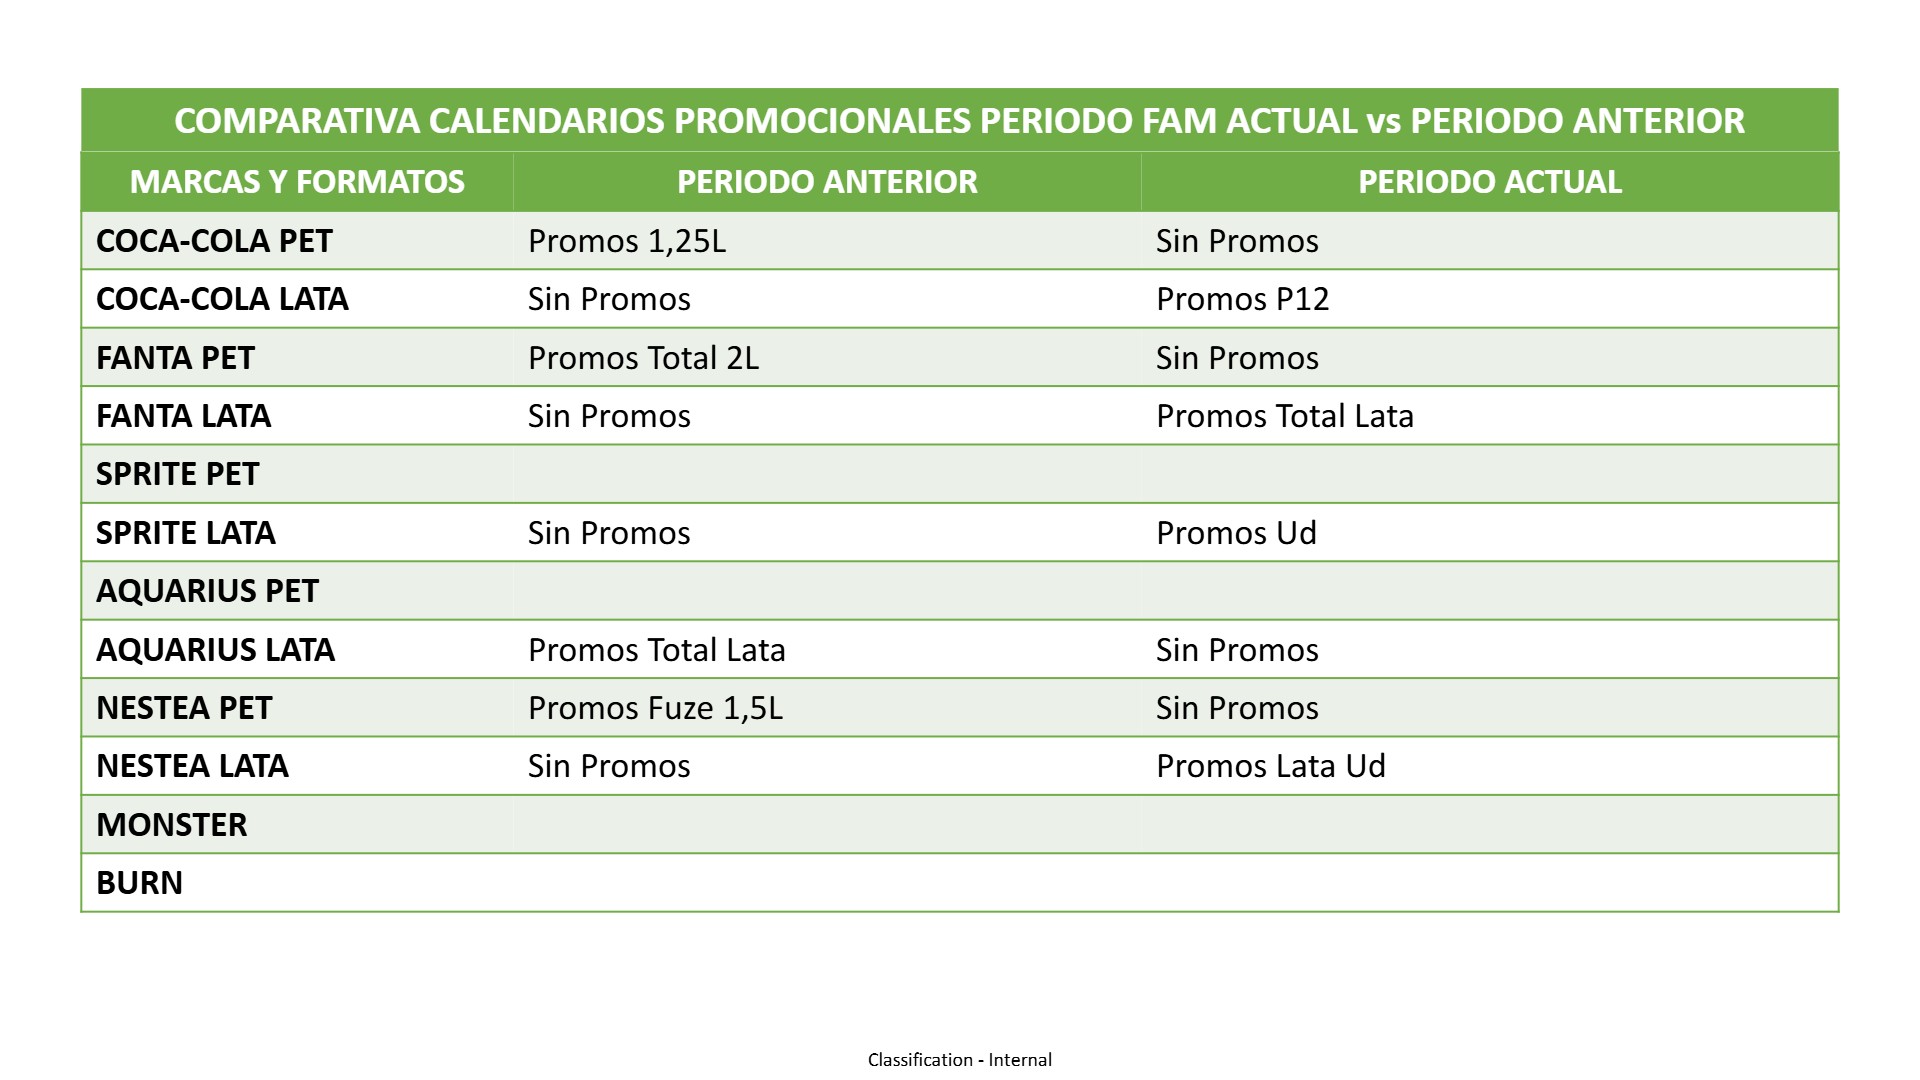 COMPARATIVA CALENDARIOS PROMOCIONALES PERIODO FAM ACTUAL vs PERIODO ANTERIOR
MARCAS Y FORMATOS PERIODO ANTERIOR PERIODO ACTUAL
COCA-COLA PET Promos 1,25L Sin Promos
COCA-COLA LATA Sin Promos Promos P12
FANTA PET Promos Total 2L Sin Promos
FANTA LATA Sin Promos Promos Total Lata
SPRITE PET
SPRITE LATA Sin Promos Promos Ud
AQUARIUS PET
AQUARIUS LATA Promos Total Lata Sin Promos
NESTEA PET Promos Fuze 1,5L Sin Promos
NESTEA LATA Sin Promos Promos Lata Ud
MONSTER
BURN
Classification - Internal